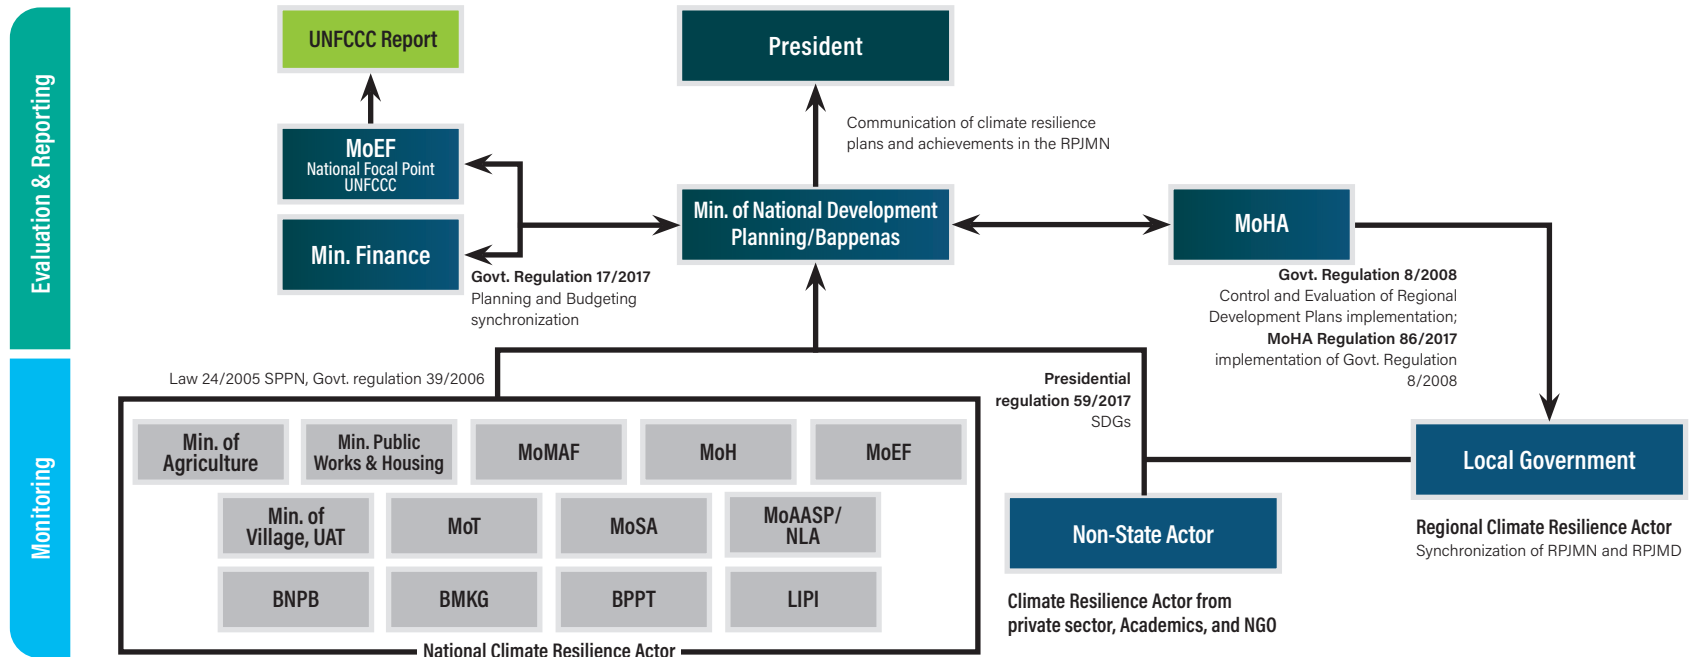 Evaluation & Reporting
UNFCCC Report
President
MoEF
National Focal Point
UNFCCC
Communication of climate resilience
plans and achievements in the RPJMN
Min. Finance
Min. of National Development
Planning/Bappenas
MoHA
Govt. Regulation 17/2017
Planning and Budgeting
synchronization
Govt. Regulation 8/2008
Control and Evaluation of Regional
Development Plans implementation;
MoHA Regulation 86/2017
implementation of Govt. Regulation
8/2008
Monitoring
Law 24/2005 SPPN, Govt. regulation 39/2006
Presidential
regulation 59/2017
SDGs
Min. of
Agriculture
Min. Public
Works & Housing
MoMAF
MoH
MoEF
Min. of
Village, UAT
MoT
MoSA
MoAASP/
NLA
BNPB
BMKG
BPPT
LIPI
National Climate Resilience Actor
Non-State Actor
Climate Resilience Actor from
private sector, Academics, and NGO
Local Government
Regional Climate Resilience Actor
Synchronization of RPJMN and RPJMD